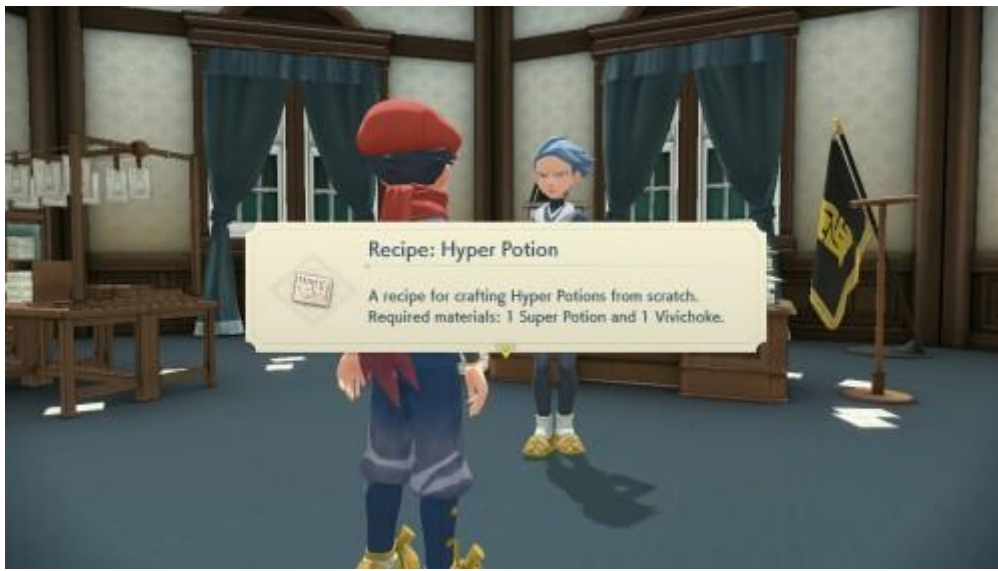 Recipe: Hyper Potion
A recipe for crafting Hyper Potions from scratch.
Required materials: 1 Super Potion and 1 Vivichoke.